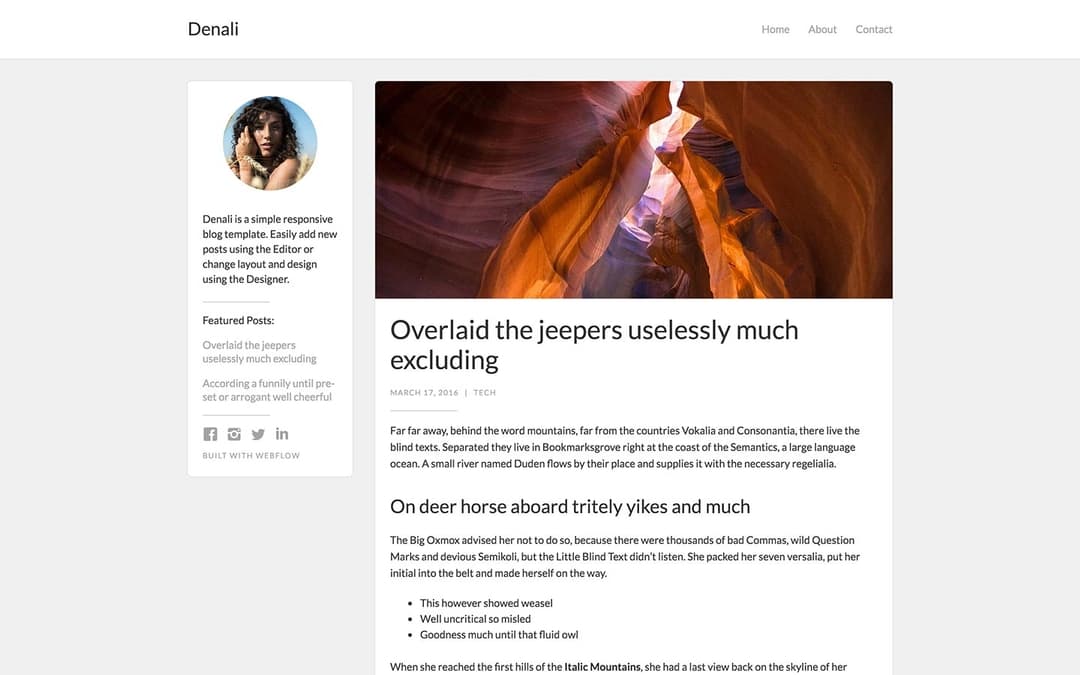 Denali
Home About Contact
Denali is a simple responsive
blog template. Easily add new
posts using the Editor or
change layout and design
using the Designer.
Featured Posts:
Overlaid the jeepers
uselessly much excluding
According a funnily until pre-
set or arrogant well cheerful
BUILT WITH WEBFLOW
Overlaid the jeepers uselessly much
excluding
MARCH 17, 2016 | TECH
Far far away, behind the word mountains, far from the countries Vokalia and Consonantia, there live the
blind texts. Separated they live in Bookmarksgrove right at the coast of the Semantics, a large language
ocean. A small river named Duden flows by their place and supplies it with the necessary regelialia.
On deer horse aboard tritely yikes and much
The Big Oxmox advised her not to do so, because there were thousands of bad Commas, wild Question
Marks and devious Semikoli, but the Little Blind Text didn’t listen. She packed her seven versalia, put her
initial into the belt and made herself on the way.
• This however showed weasel
• Well uncritical so misled
• Goodness much until that fluid owl
When she reached the first hills of the Italic Mountains, she had a last view back on the skyline of her